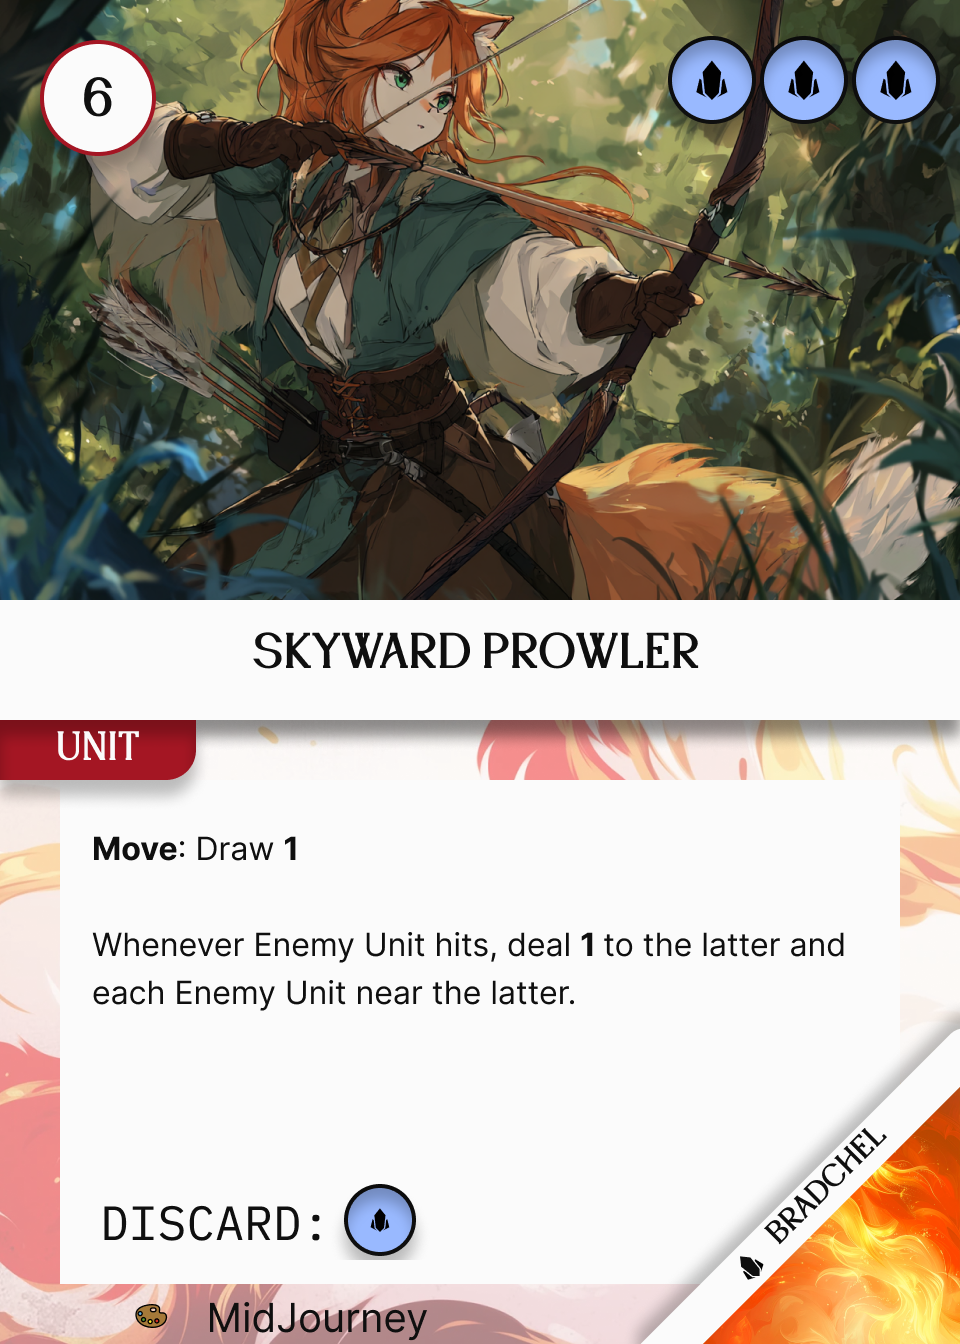 6
SKYWARD PROWLER
UNIT
Move: Draw 1
Whenever Enemy Unit hits, deal 1 to the latter and
each Enemy Unit near the latter.
DISCARD:
BRADCHEL
MidJourney